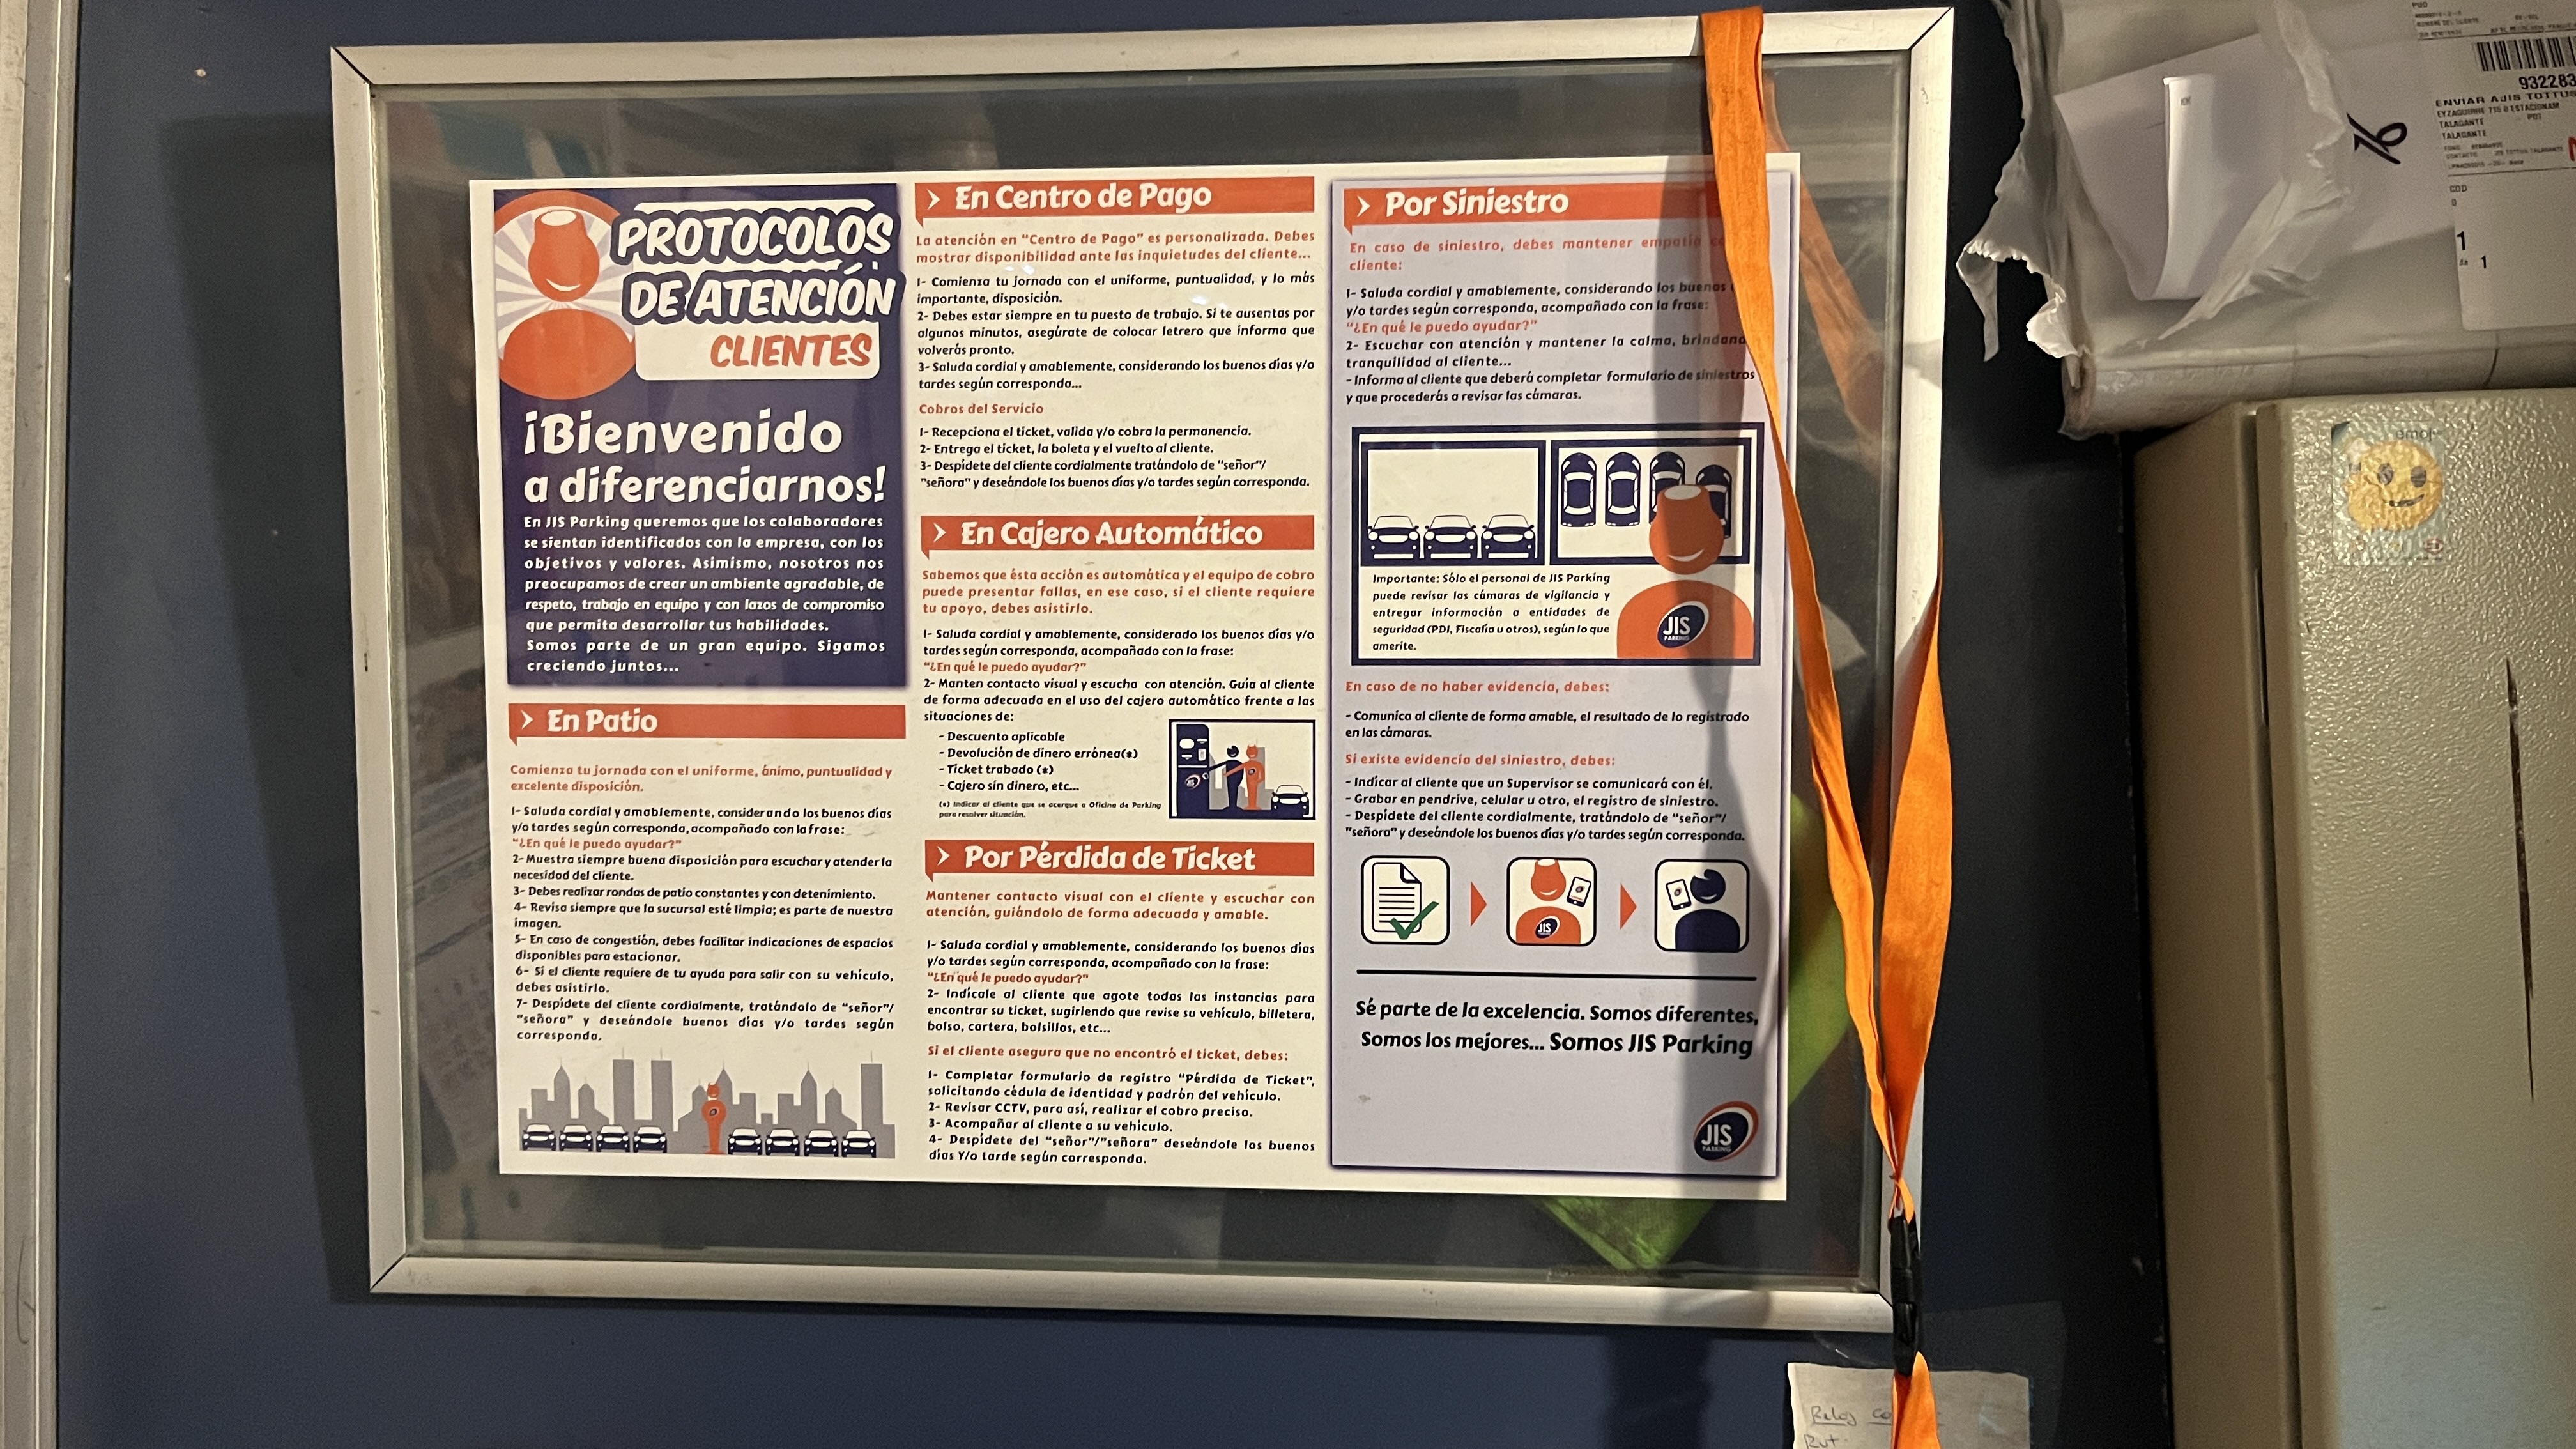 PROTOCOLOS
DE ATENCIÓN
CLIENTES
¡Bienvenido
a diferenciarnos!
En JIS Parking queremos que los colaboradores
se sientan identificados con la empresa, con los
objetivos y valores. Asimismo, nosotros nos
preocupamos de crear un ambiente agradable, de
respeto, trabajo en equipo y con lazos de compromiso
que permita desarrollar tus habilidades.
Somos parte de un gran equipo. Sigamos
creciendo juntos...
En Patio
Comienza tu jornada con el uniforme, ánimo, puntualidad y
excelente disposición.
1- Saluda cordial y amablemente, considerando los buenos días
y/o tardes según corresponda, acompañado con la frase:
"¿En qué le puedo ayudar?"
2- Muestra siempre buena disposición para escuchar y atender la
necesidad del cliente.
3- Debes realizar rondas de patio constantes y con detenimiento.
4- Revisa siempre que la sucursal esté limpia; es parte de nuestra
imagen.
5- En caso de congestión, debes facilitar indicaciones de espacios
disponibles para estacionar.
6- Si el cliente requiere de tu ayuda para salir con su vehículo,
debes asistirlo.
7- Despídete del cliente cordialmente, tratándolo de "señor"/
"señora" y deseándole buenos días y/o tardes según
corresponda.
En Centro de Pago
La atención en "Centro de Pago" es personalizada. Debes
mostrar disponibilidad ante las inquietudes del cliente...
1- Comienza tu jornada con el uniforme, puntualidad, y lo más
importante, disposición.
2- Debes estar siempre en tu puesto de trabajo. Si te ausentas por
algunos minutos, asegúrate de colocar letrero que informa que
volverás pronto.
3- Saluda cordial y amablemente, considerando los buenos días y/o
tardes según corresponda...
Cobros del Servicio
1- Recepciona el ticket, valida y/o cobra la permanencia.
2- Entrega el ticket, la boleta y el vuelto al cliente.
3- Despídete del cliente cordialmente tratándolo de "señor"/
"señora" y deseándole los buenos días y/o tardes según corresponda.
En Cajero Automático
Sabemos que ésta acción es automática y el equipo de cobro
puede presentar fallas, en ese caso, si el cliente requiere
tu apoyo, debes asistirlo.
1- Saluda cordial y amablemente, considerado los buenos días y/o
tardes según corresponda, acompañado con la frase:
"¿En qué le puedo ayudar?"
2- Manten contacto visual y escucha con atención. Guía al cliente
de forma adecuada en el uso del cajero automático frente a las
situaciones de:
- Descuento aplicable
- Devolución de dinero errónea(*)
- Ticket trabado (*)
- Cajero sin dinero, etc...
(*) Indicar al cliente que se acerque a Oficina de Parking
para resolver situación.
Por Pérdida de Ticket
Mantener contacto visual con el cliente y escuchar con
atención, guiándolo de forma adecuada y amable.
1- Saluda cordial y amablemente, considerando los buenos días
y/o tardes según corresponda, acompañado con la frase:
"¿En qué le puedo ayudar?"
2- Indícale al cliente que agote todas las instancias para
encontrar su ticket, sugiriendo que revise su vehículo, billetera,
bolso, cartera, bolsillos, etc...
Si el cliente asegura que no encontró el ticket, debes:
1- Completar formulario de registro "Pérdida de Ticket",
solicitando cédula de identidad y padrón del vehículo.
2- Revisar CCTV, para así, realizar el cobro preciso.
3- Acompañar al cliente a su vehículo.
4- Despídete del "señor"/"señora" deseándole los buenos
días Y/o tarde según corresponda.
Por Siniestro
En caso de siniestro, debes mantener empatía
cliente:
1- Saluda cordial y amablemente, considerando los buenos
y/o tardes según corresponda, acompañado con la frase:
"¿En qué le puedo ayudar?"
2- Escuchar con atención y mantener la calma,
tranquilidad al cliente...
- Informa al cliente que deberá completar formulario de siniestros
y que procederás a revisar las cámaras.
Importante: Sólo el personal de JIS Parking
puede revisar las cámaras de vigilancia y
entregar información a entidades de
seguridad (PDI, Fiscalía u otros), según lo que
amerite.
JIS
PARKING
En caso de no haber evidencia, debes:
- Comunica al cliente de forma amable, el resultado de lo registrado
en las cámaras.
Si existe evidencia del siniestro, debes:
- Indicar al cliente que un Supervisor se comunicará con él.
- Grabar en pendrive, celular u otro, el registro de siniestro.
- Despídete del cliente cordialmente, tratándolo de "señor"/
"señora" y deseándole los buenos días y/o tardes según corresponda.
JIS
Sé parte de la excelencia. Somos diferentes,
Somos los mejores... Somos JIS Parking
JIS
PARKING
932283
ENVIAR A JIS TOTTUS
EYZAGUIRRE 715 0 ESTACIONAM
TALAGANTE
TALAGANTE
COD
0
1
1
76
emoji
Reloj
Rut